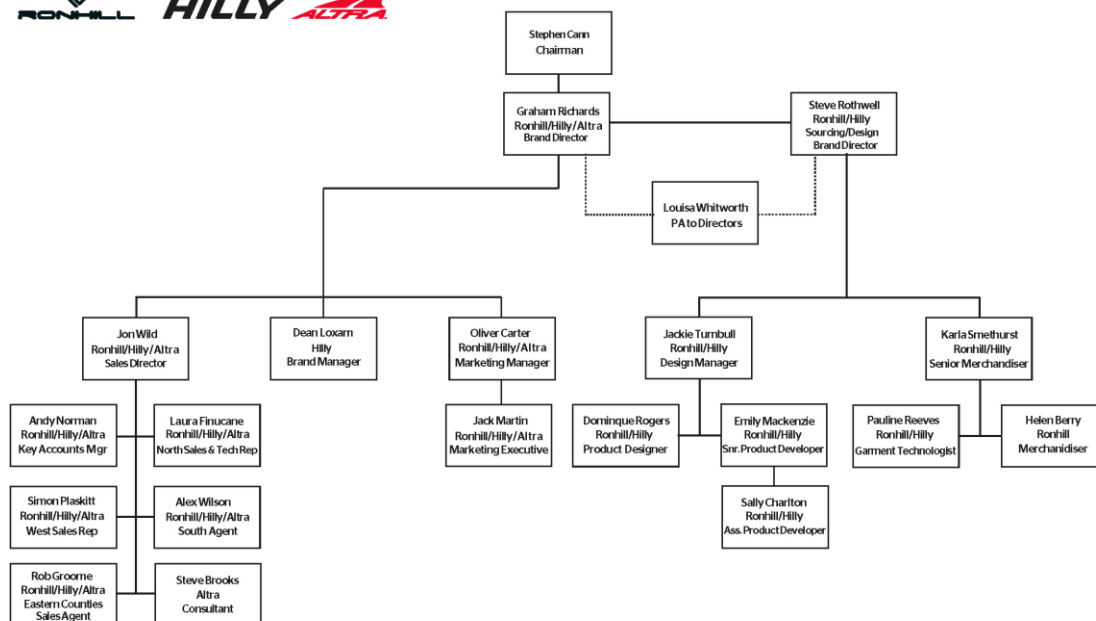 RONHILL
HILLY
ALTRA
Stephen Cann
Chairman
Graham Richards
Ronhill/Hilly/Altra
Brand Director
Steve Rothwell
Ronhill/Hilly
Sourcing/Design
Brand Director
Louisa Whitworth
PA to Directors
Jon Wild
Ronhill/Hilly/Altra
Sales Director
Dean Loxam
Hilly
Brand Manager
Oliver Carter
Ronhill/Hilly/Altra
Marketing Manager
Jackie Turnbull
Ronhill/Hilly
Design Manager
Karla Smethurst
Ronhill/Hilly
Senior Merchandiser
Andy Norman
Ronhill/Hilly/Altra
Key Accounts Mgr
Laura Finucane
Ronhill/Hilly/Altra
North Sales & Tech Rep
Jack Martin
Ronhill/Hilly/Altra
Marketing Executive
Dominque Rogers
Ronhill/Hilly
Product Designer
Emily Mackenzie
Ronhill/Hilly
Snr. Product Developer
Pauline Reeves
Ronhill/Hilly
Garment Technologist
Helen Berry
Ronhill
Merchanidiser
Simon Plaskitt
Ronhill/Hilly/Altra
West Sales Rep
Alex Wilson
Ronhill/Hilly/Altra
South Agent
Sally Charlton
Ronhill/Hilly
Ass. Product Developer
Rob Groome
Ronhill/Hilly/Altra
Eastern Counties
Sales Agent
Steve Brooks
Altra
Consultant